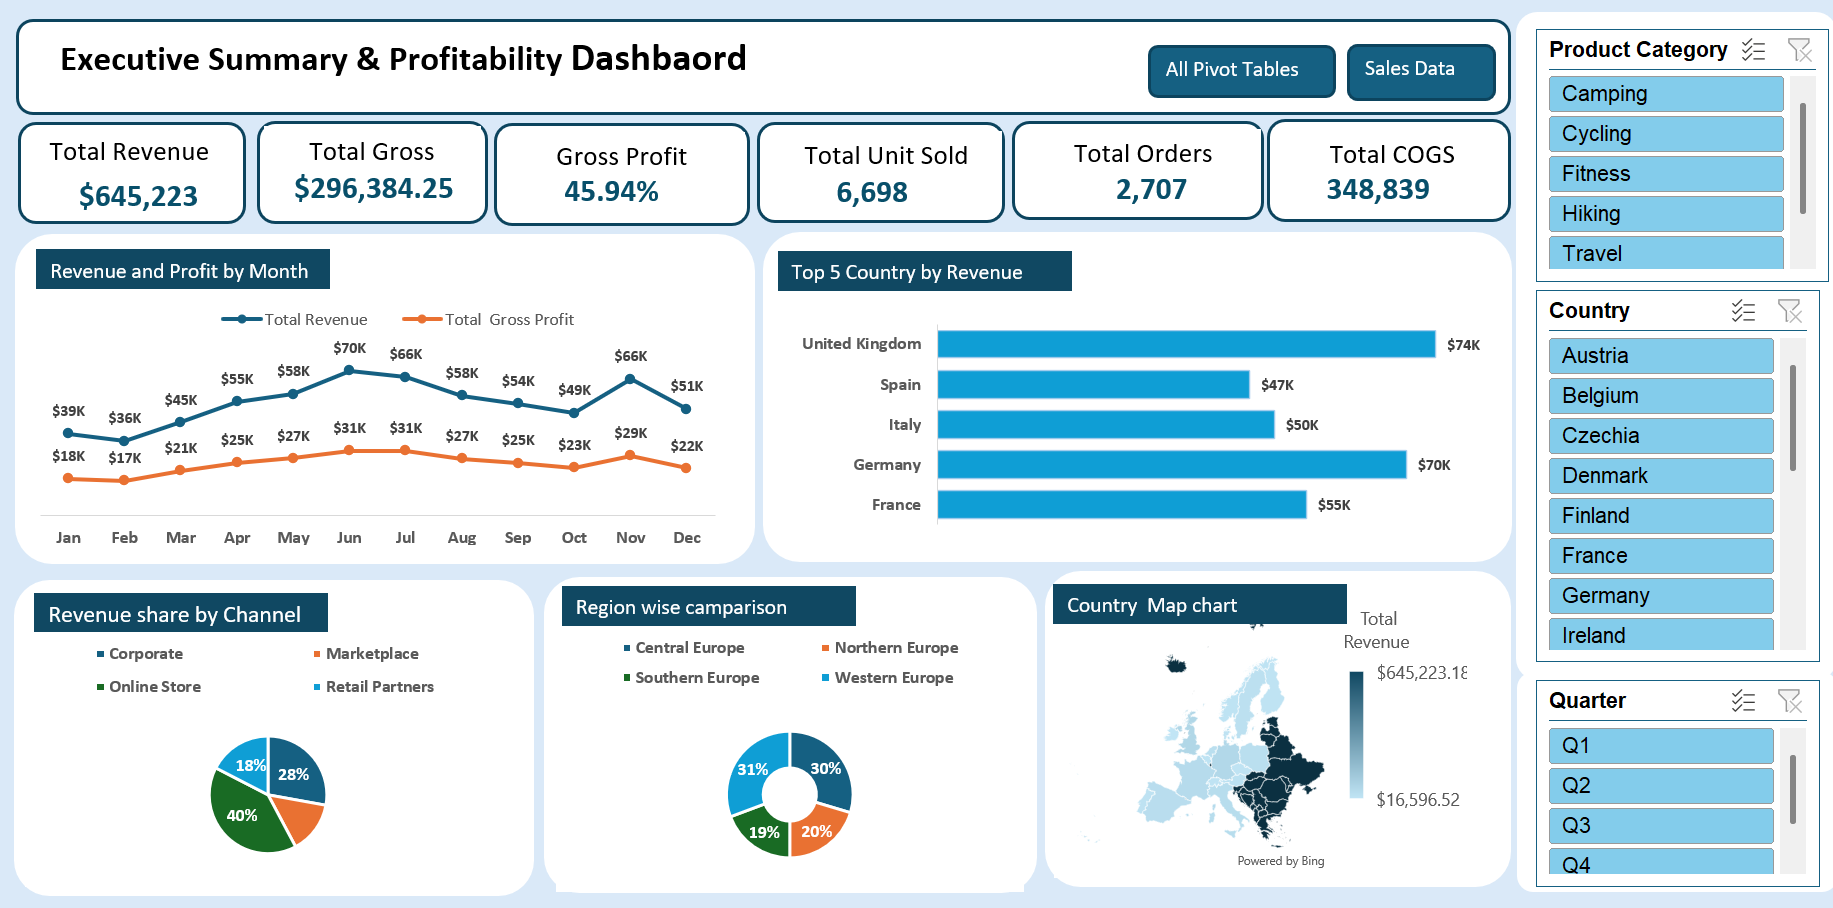 Executive Summary & Profitability Dashbaord
All Pivot Tables
Sales Data
Total Revenue
$645,223
Total Gross
$296,384.25
Gross Profit
45.94%
Total Unit Sold
6,698
Total Orders
2,707
Total COGS
348,839
Revenue and Profit by Month
Total Revenue
Total Gross Profit
$39K $36K $45K $55K $58K $70K $66K $58K $54K $49K $66K $51K
$18K $17K $21K $25K $27K $31K $31K $27K $25K $23K $29K $22K
Jan Feb Mar Apr May Jun Jul Aug Sep Oct Nov Dec
Top 5 Country by Revenue
United Kingdom $74K
Spain $47K
Italy $50K
Germany $70K
France $55K
Revenue share by Channel
Corporate Marketplace
Online Store Retail Partners
18% 28%
40%
Region wise camparison
Central Europe Northern Europe
Southern Europe Western Europe
31% 30%
19% 20%
Country Map chart
Total
Revenue
$645,223.18
$16,596.52
Powered by Bing
Product Category
Camping
Cycling
Fitness
Hiking
Travel
Country
Austria
Belgium
Czechia
Denmark
Finland
France
Germany
Ireland
Quarter
Q1
Q2
Q3
Q4